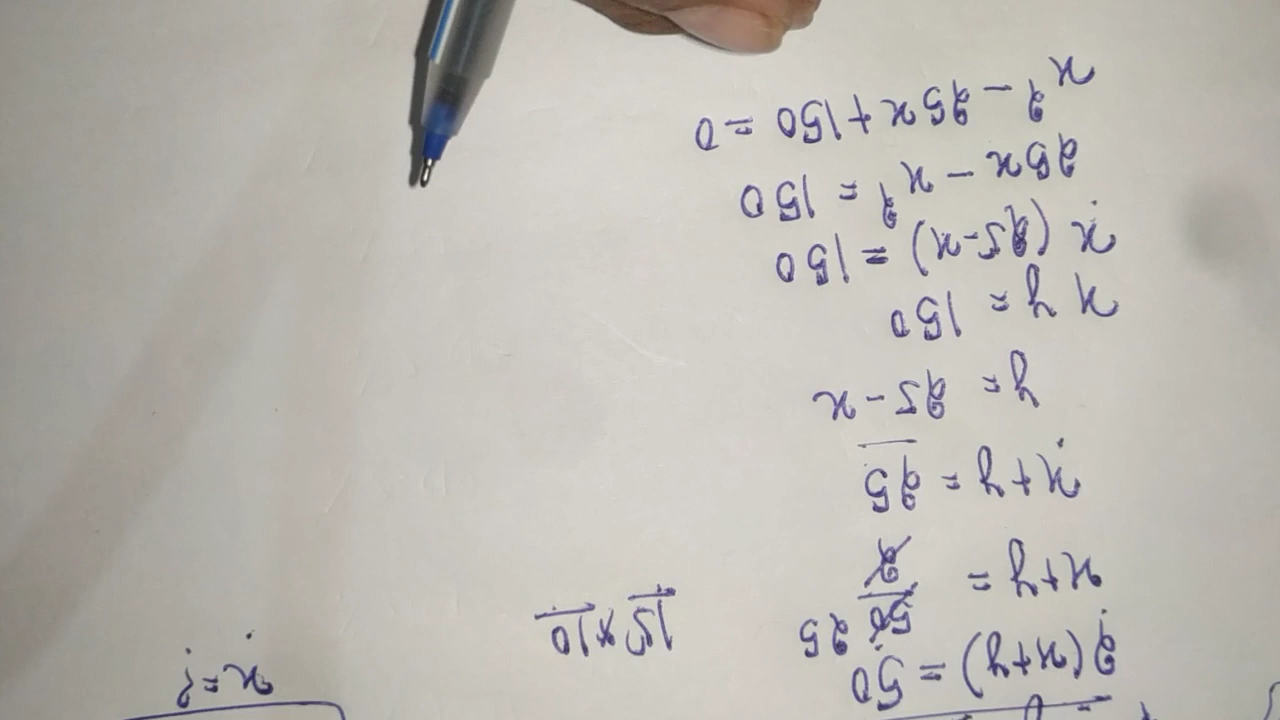 x = ?
2(x+y) = 50
x+y = 50/2 25
15×10
x+y = 25
y = 25-x
xy = 150
x(25-x) = 150
25x - x² = 150
x² - 25x + 150 = 0